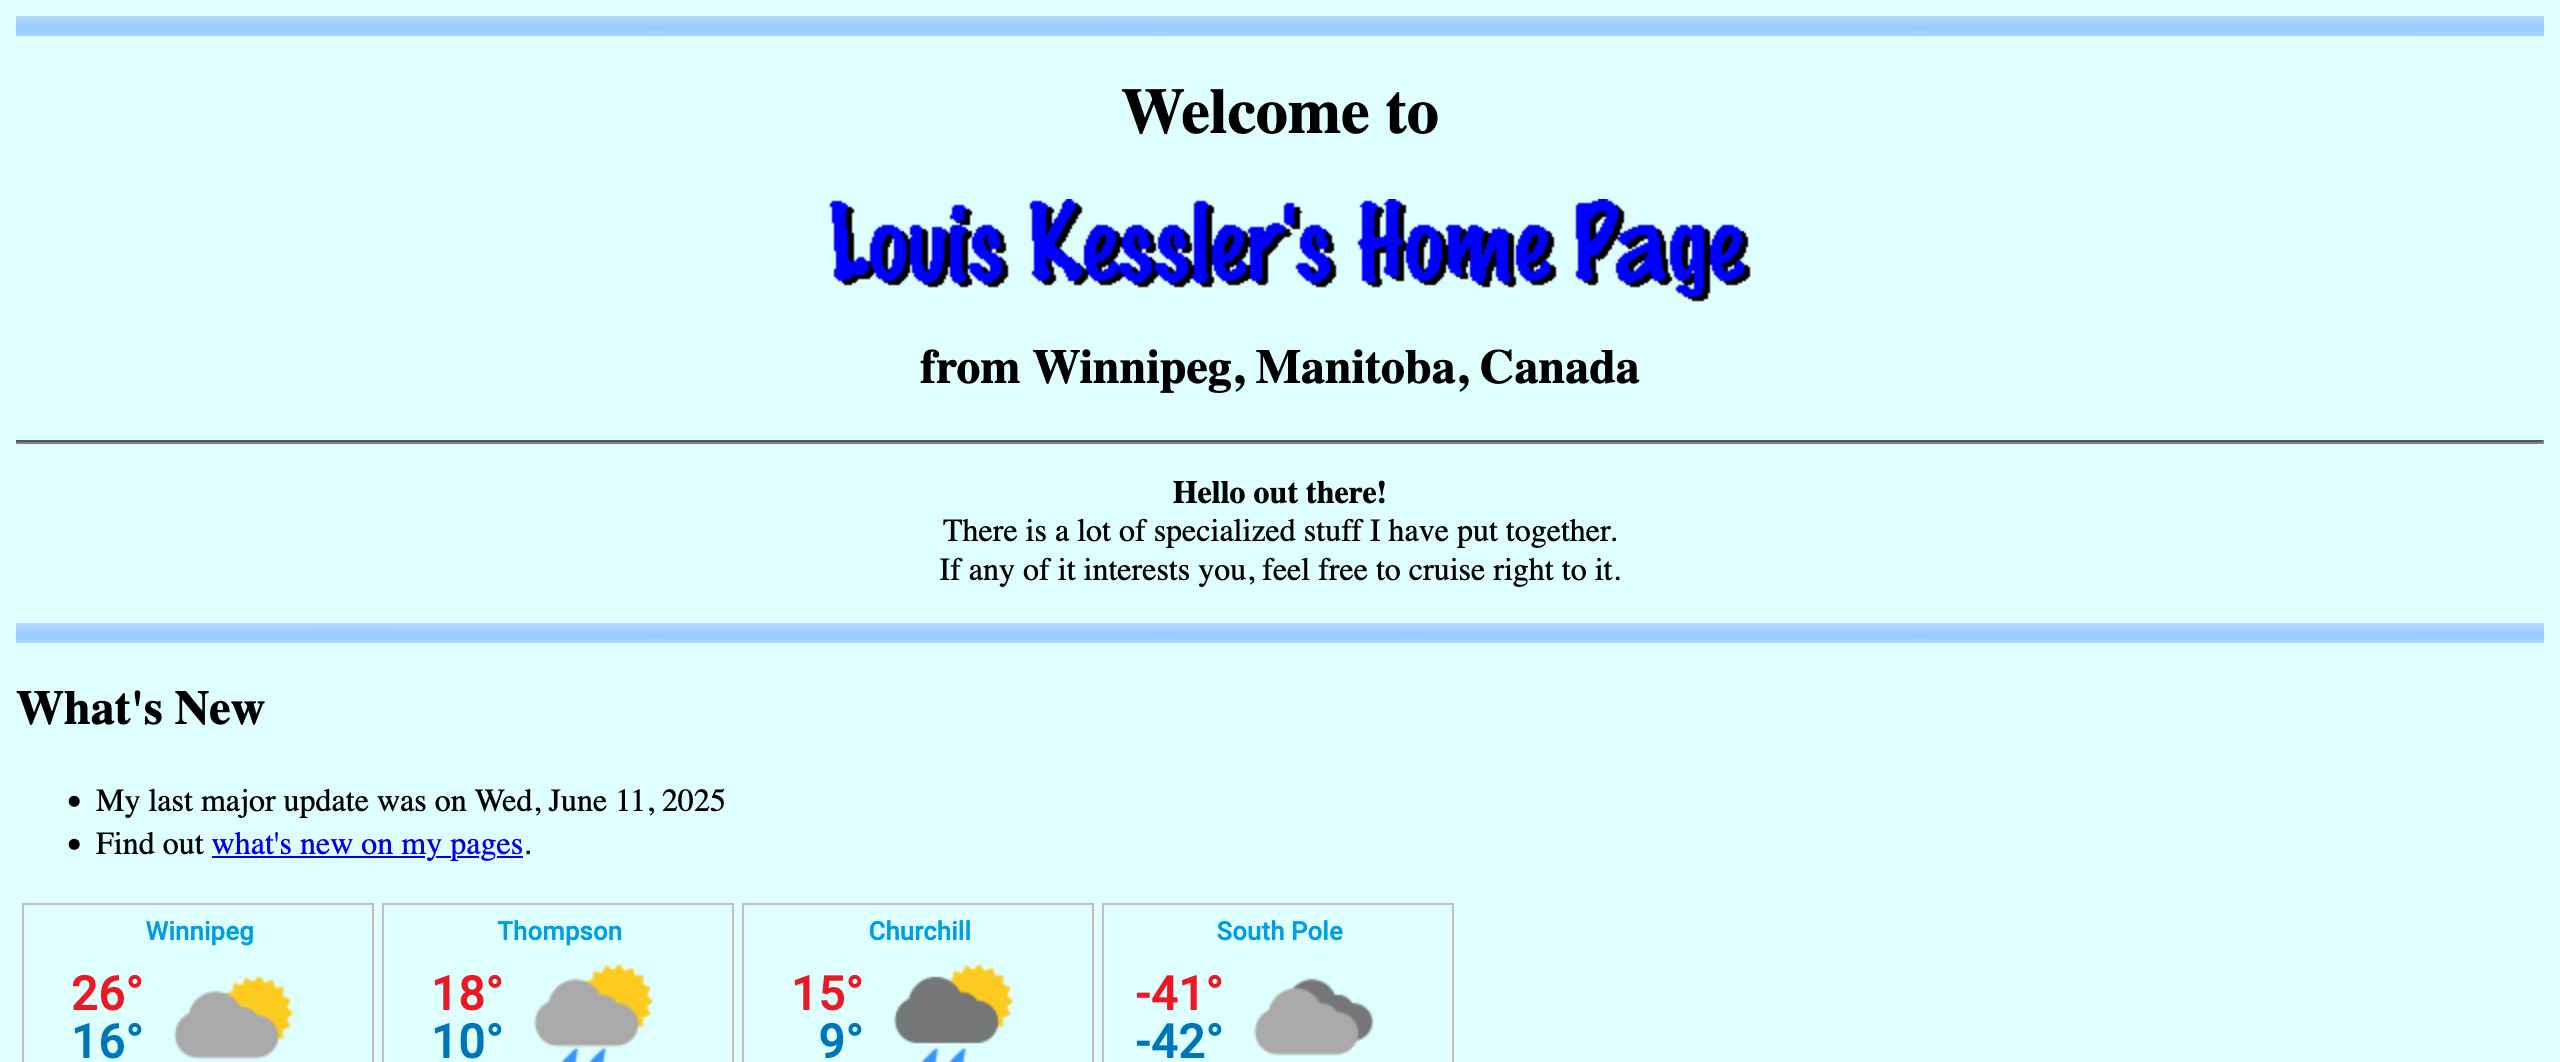 Welcome to
Louis Kessler's Home Page
from Winnipeg, Manitoba, Canada
Hello out there!
There is a lot of specialized stuff I have put together.
If any of it interests you, feel free to cruise right to it.
What's New
• My last major update was on Wed, June 11, 2025
• Find out what's new on my pages.
Winnipeg Thompson Churchill South Pole
26° 18° 15° -41°
16° 10° 9° -42°